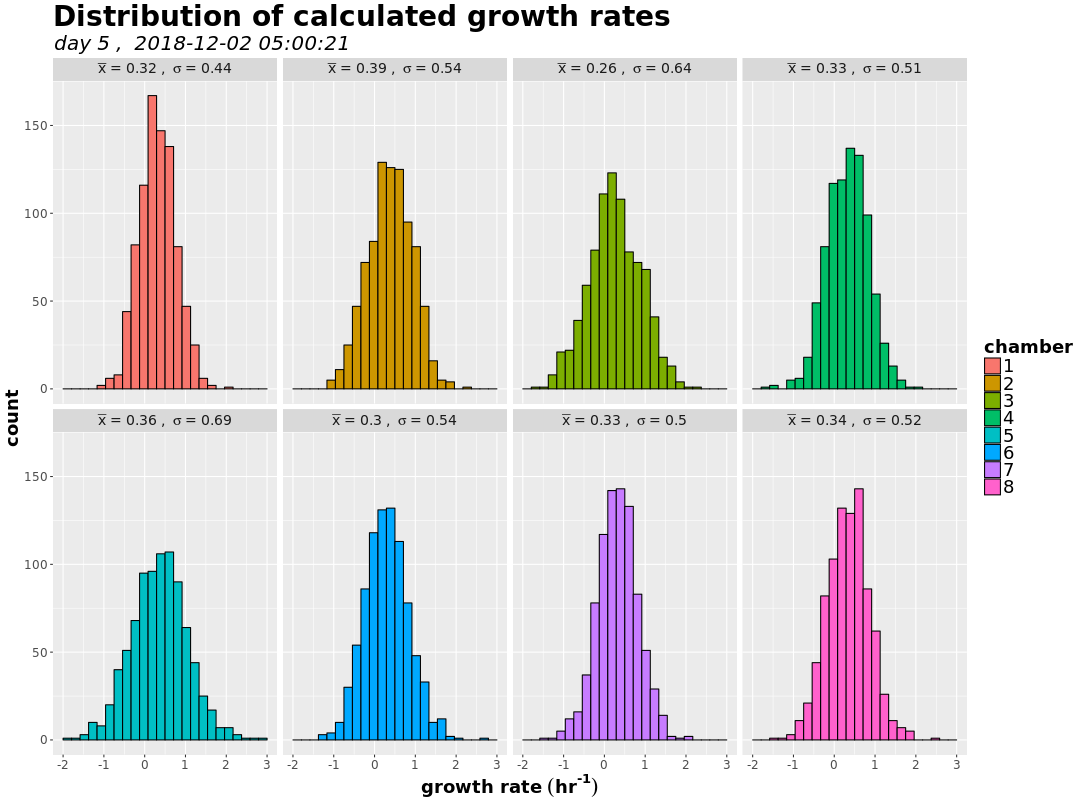 Distribution of calculated growth rates
day 5 , 2018-12-02 05:00:21
x̅ = 0.32 , σ = 0.44
x̅ = 0.39 , σ = 0.54
x̅ = 0.26 , σ = 0.64
x̅ = 0.33 , σ = 0.51
150
100
50
0
x̅ = 0.36 , σ = 0.69
x̅ = 0.3 , σ = 0.54
x̅ = 0.33 , σ = 0.5
x̅ = 0.34 , σ = 0.52
150
100
50
0
count
-2 -1 0 1 2 3
-2 -1 0 1 2 3
-2 -1 0 1 2 3
-2 -1 0 1 2 3
growth rate (hr⁻¹)
chamber
1
2
3
4
5
6
7
8